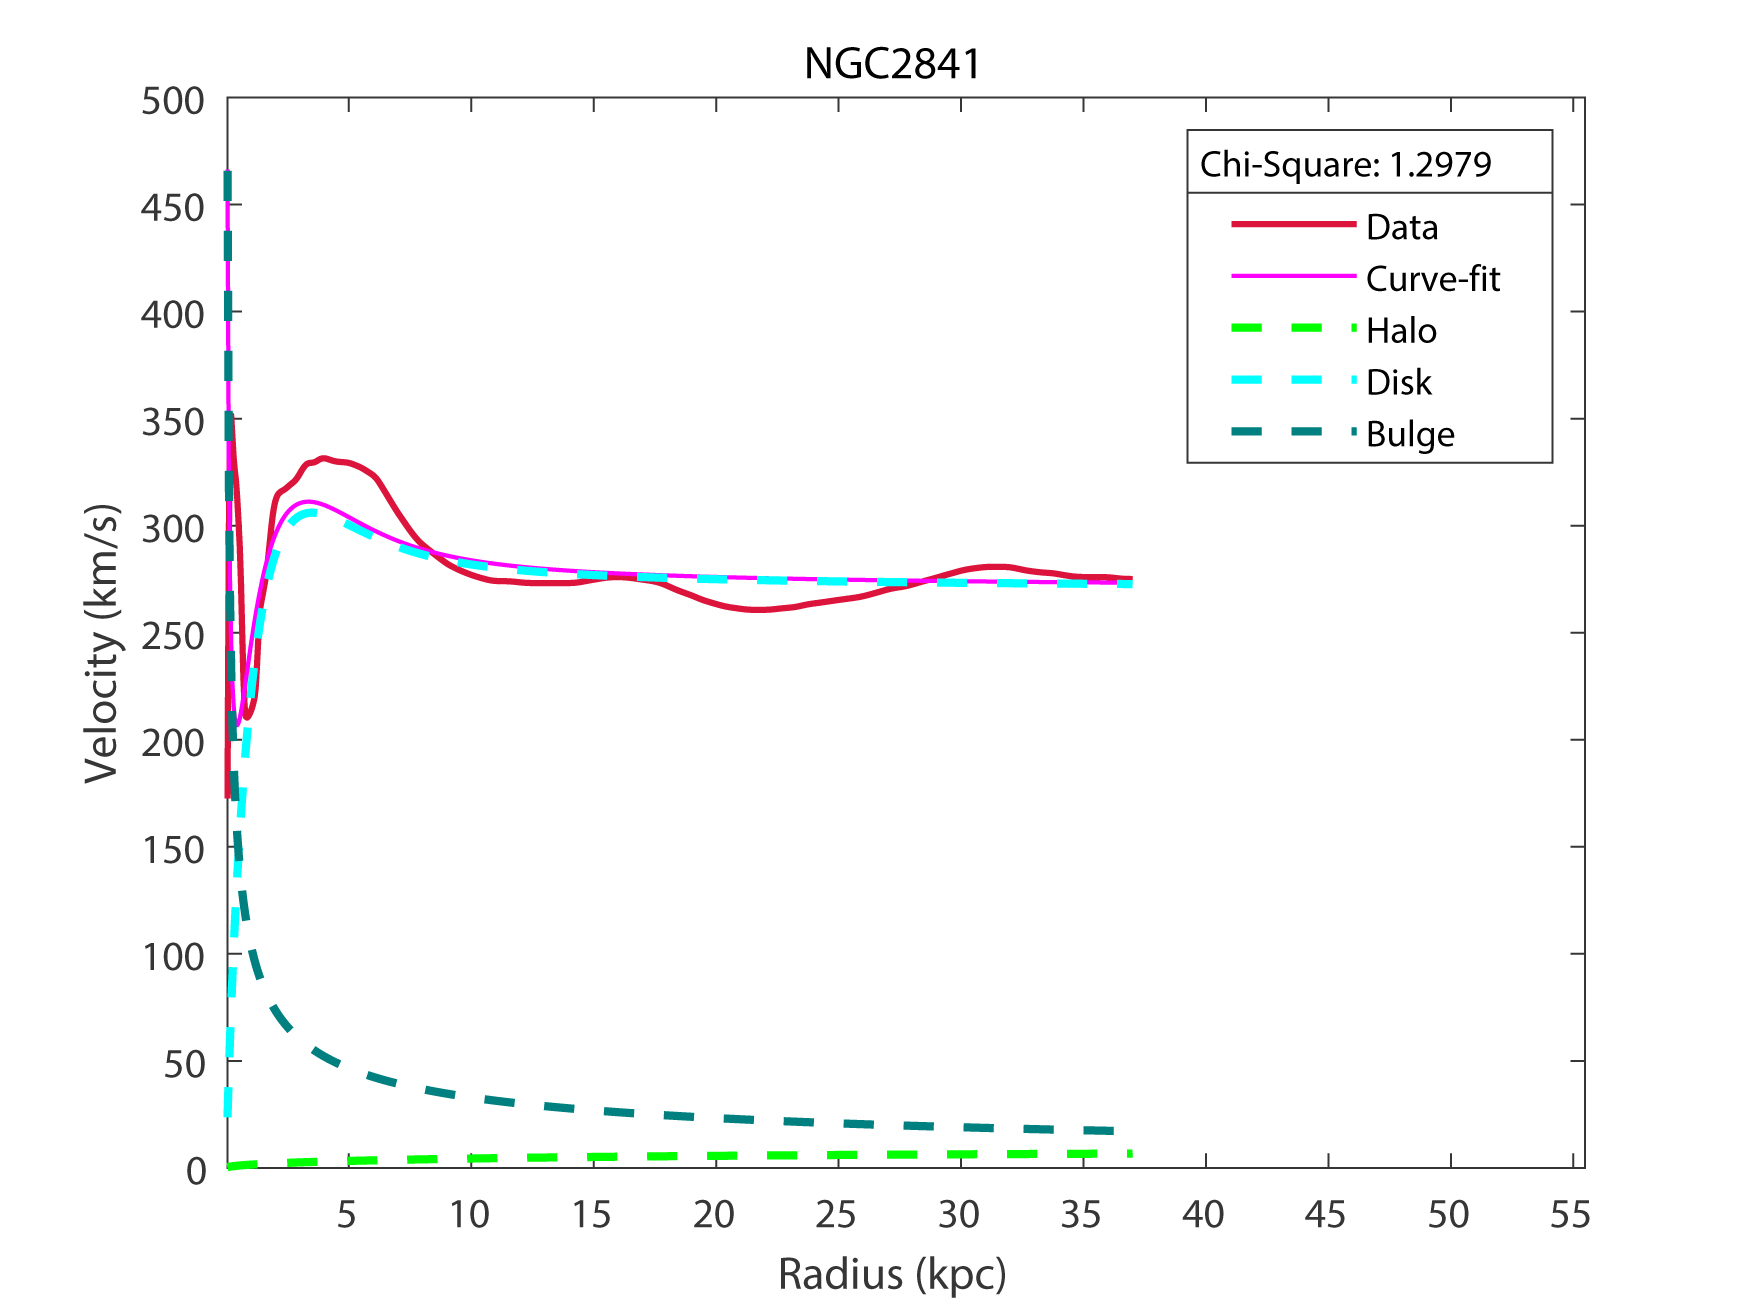 NGC2841
500
450
400
350
300
250
200
150
100
50
0
Velocity (km/s)
Chi-Square: 1.2979
Data
Curve-fit
Halo
Disk
Bulge
5 10 15 20 25 30 35 40 45 50 55
Radius (kpc)